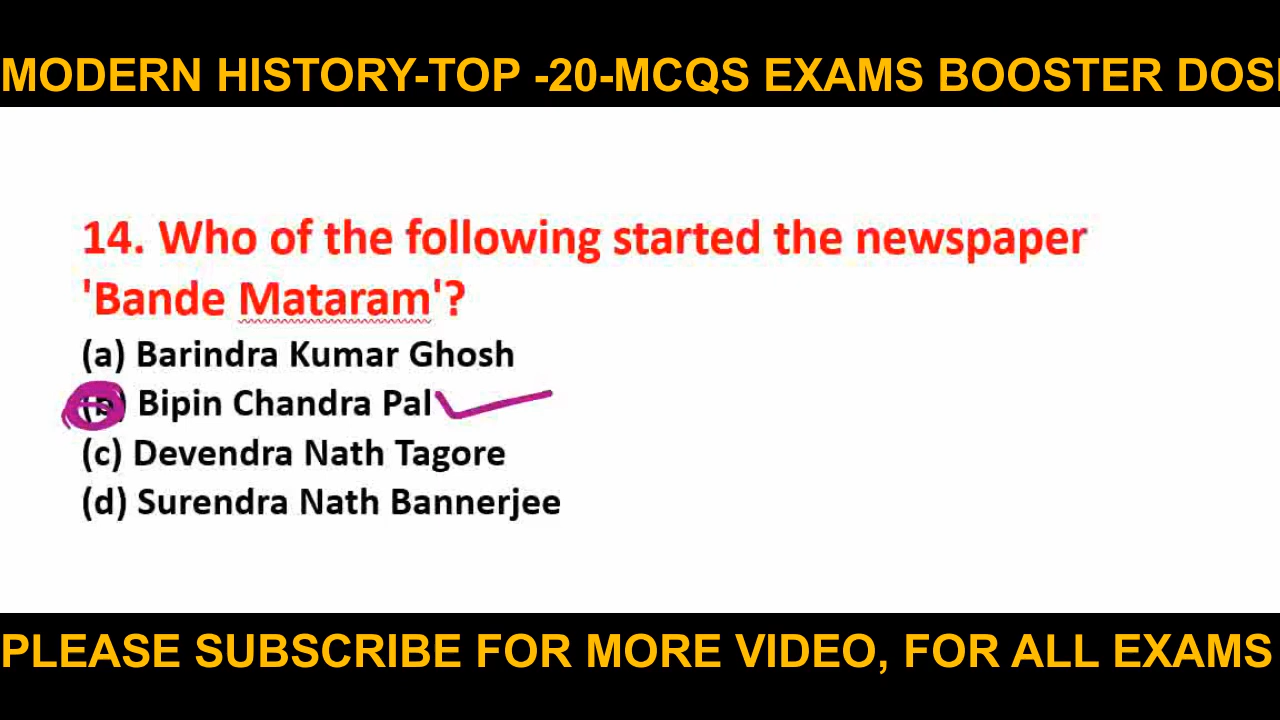 MODERN HISTORY-TOP -20-MCQS EXAMS BOOSTER DOS
14. Who of the following started the newspaper
'Bande Mataram'?
(a) Barindra Kumar Ghosh
(b) Bipin Chandra Pal
(c) Devendra Nath Tagore
(d) Surendra Nath Bannerjee
PLEASE SUBSCRIBE FOR MORE VIDEO, FOR ALL EXAMS